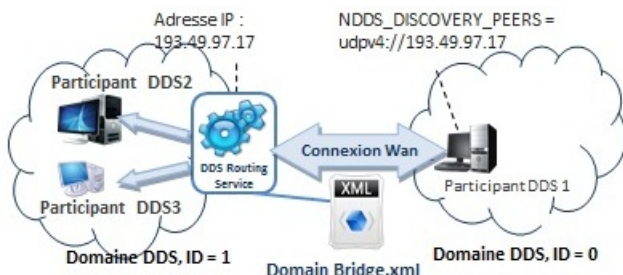 Adresse IP :
193.49.97.17
NDDS_DISCOVERY_PEERS =
udpv4://193.49.97.17
Participant DDS2
DDS Routing
Service
Participant DDS3
Connexion Wan
XML
Participant DDS 1
Domaine DDS, ID = 1
Domain Bridge.xml
Domaine DDS, ID = 0